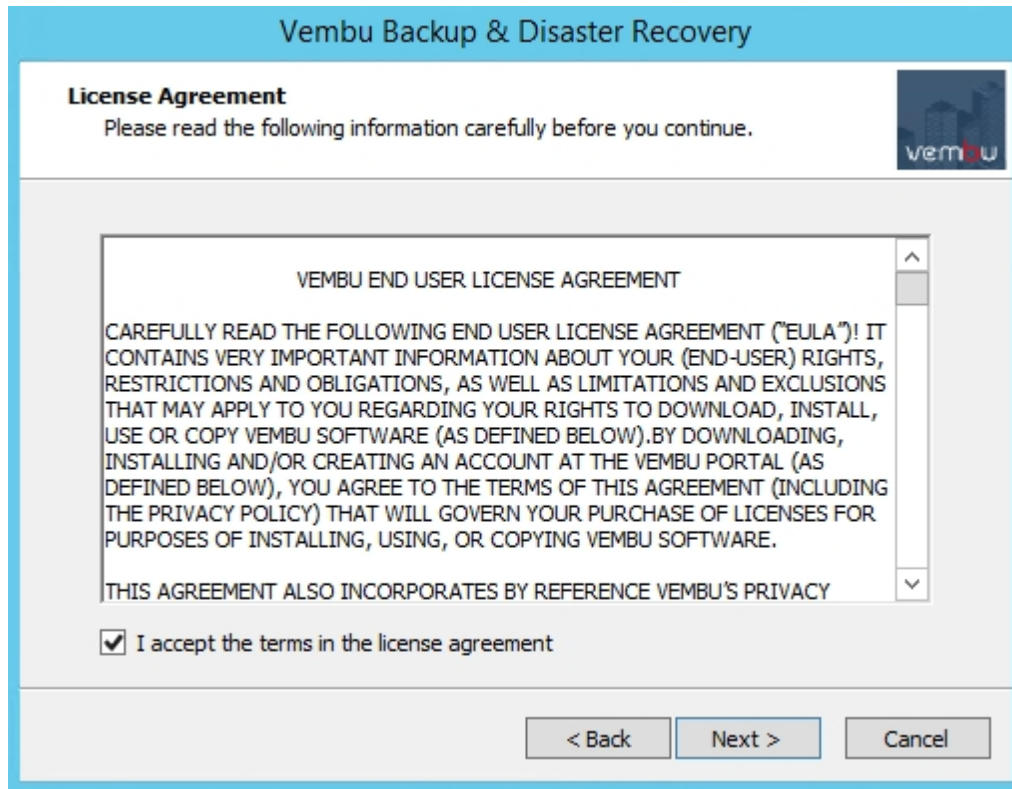 Vembu Backup & Disaster Recovery
License Agreement
Please read the following information carefully before you continue.
vembu
VEMBU END USER LICENSE AGREEMENT
CAREFULLY READ THE FOLLOWING END USER LICENSE AGREEMENT ("EULA")! IT
CONTAINS VERY IMPORTANT INFORMATION ABOUT YOUR (END-USER) RIGHTS,
RESTRICTIONS AND OBLIGATIONS, AS WELL AS LIMITATIONS AND EXCLUSIONS
THAT MAY APPLY TO YOU REGARDING YOUR RIGHTS TO DOWNLOAD, INSTALL,
USE OR COPY VEMBU SOFTWARE (AS DEFINED BELOW).BY DOWNLOADING,
INSTALLING AND/OR CREATING AN ACCOUNT AT THE VEMBU PORTAL (AS
DEFINED BELOW), YOU AGREE TO THE TERMS OF THIS AGREEMENT (INCLUDING
THE PRIVACY POLICY) THAT WILL GOVERN YOUR PURCHASE OF LICENSES FOR
PURPOSES OF INSTALLING, USING, OR COPYING VEMBU SOFTWARE.
THIS AGREEMENT ALSO INCORPORATES BY REFERENCE VEMBU'S PRIVACY
I accept the terms in the license agreement
< Back
Next >
Cancel